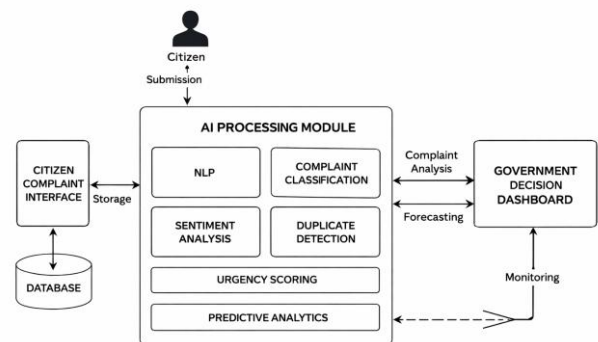 Citizen
Submission
AI PROCESSING MODULE
CITIZEN
COMPLAINT
INTERFACE
Storage
DATABASE
NLP
COMPLAINT
CLASSIFICATION
SENTIMENT
ANALYSIS
DUPLICATE
DETECTION
URGENCY SCORING
PREDICTIVE ANALYTICS
Complaint
Analysis
Forecasting
GOVERNMENT
DECISION
DASHBOARD
Monitoring